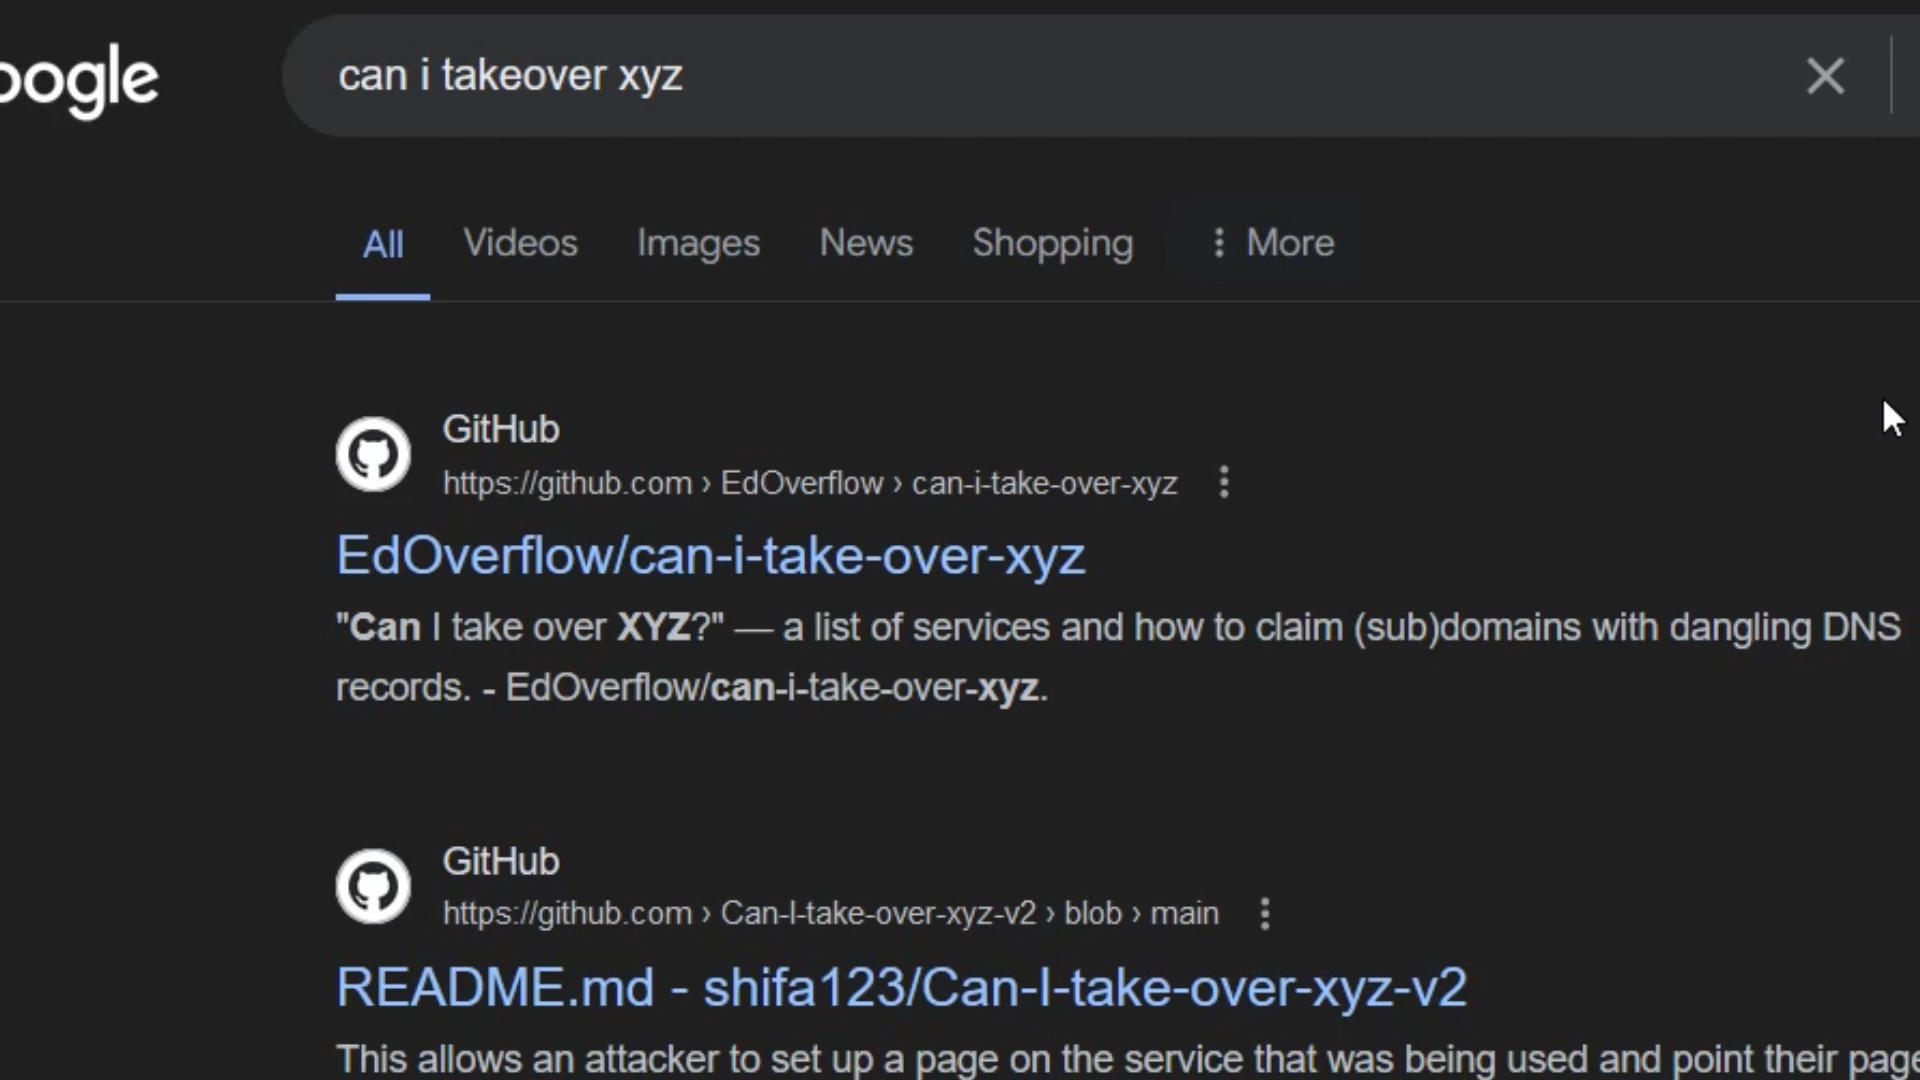 oogle
can i takeover xyz
All Videos Images News Shopping More
GitHub
https://github.com › EdOverflow › can-i-take-over-xyz
EdOverflow/can-i-take-over-xyz
"Can I take over XYZ?" — a list of services and how to claim (sub)domains with dangling DNS
records. - EdOverflow/can-i-take-over-xyz.
GitHub
https://github.com › Can-I-take-over-xyz-v2 › blob › main
README.md - shifa123/Can-I-take-over-xyz-v2
This allows an attacker to set up a page on the service that was being used and point their page